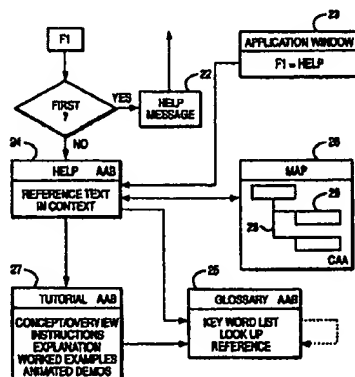 F1
23
APPLICATION WINDOW
F1 = HELP
FIRST
?
YES
22
HELP
MESSAGE
NO
24
HELP AAB
REFERENCE TEXT
IN CONTEXT
MAP
29
28
CAA
27
TUTORIAL AAB
CONCEPT/OVERVIEW
INSTRUCTIONS
EXPLANATION
WORKED EXAMPLES
ANIMATED DEMOS
25
GLOSSARY AAB
KEY WORD LIST
LOOK UP
REFERENCE